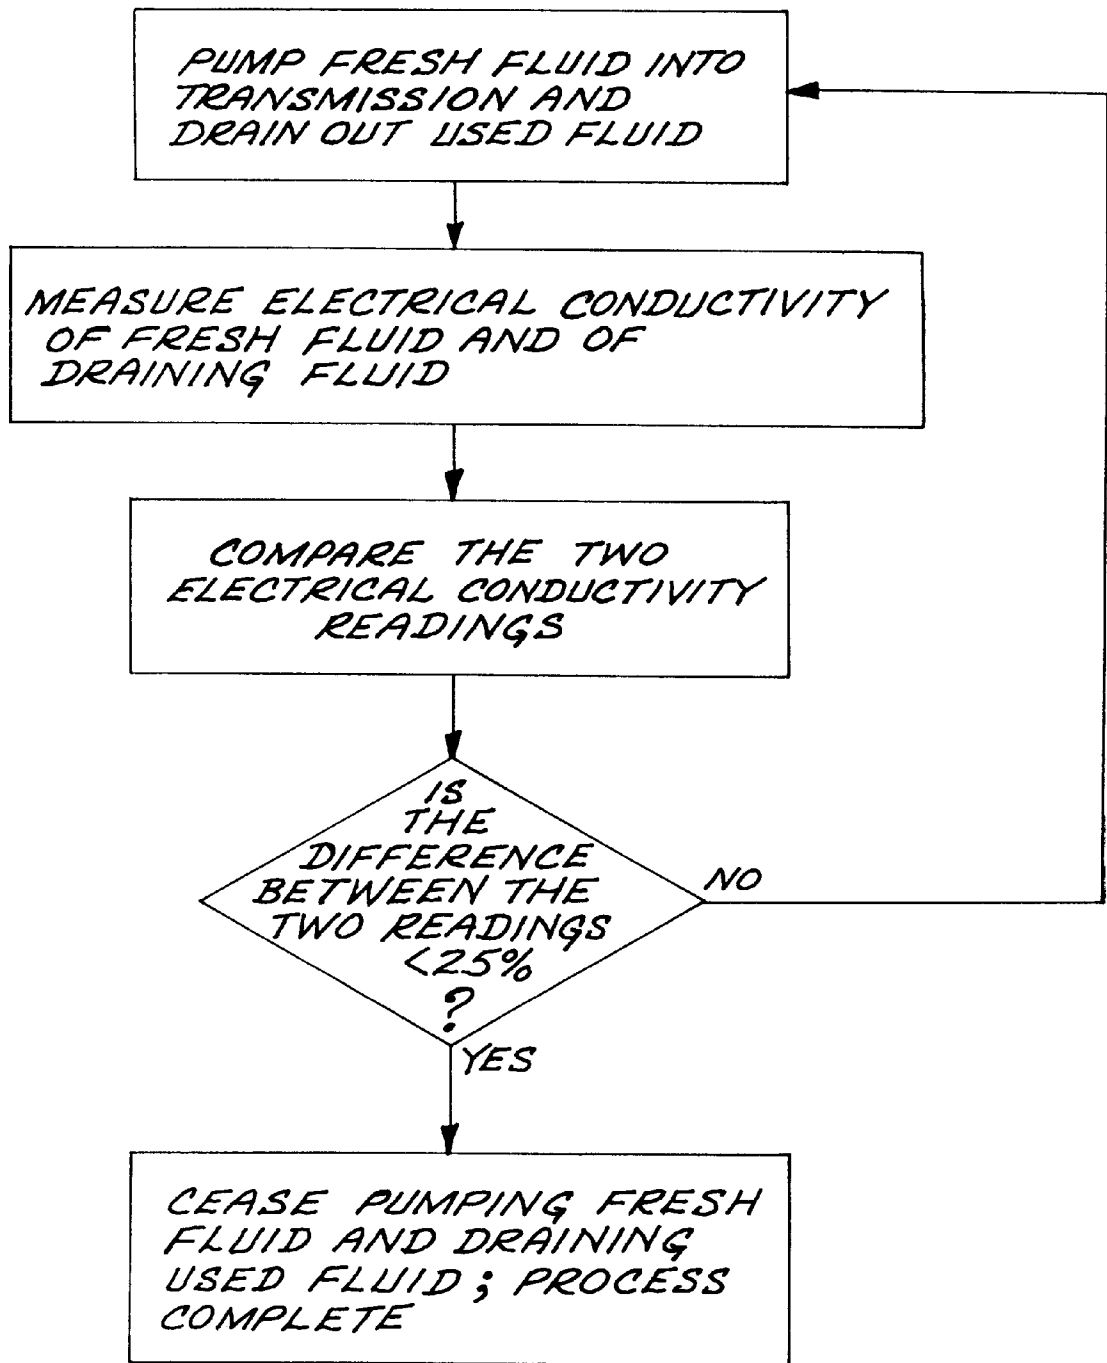 PUMP FRESH FLUID INTO
TRANSMISSION AND
DRAIN OUT USED FLUID
MEASURE ELECTRICAL CONDUCTIVITY
OF FRESH FLUID AND OF
DRAINING FLUID
COMPARE THE TWO
ELECTRICAL CONDUCTIVITY
READINGS
IS
THE
DIFFERENCE
BETWEEN THE
TWO READINGS
<25%
?
NO
YES
CEASE PUMPING FRESH
FLUID AND DRAINING
USED FLUID; PROCESS
COMPLETE